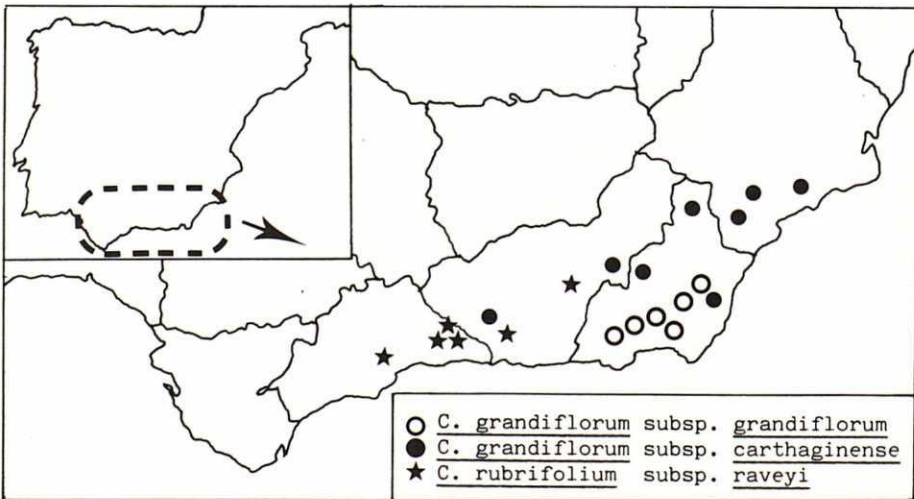 C. grandiflorum subsp. grandiflorum
C. grandiflorum subsp. carthaginense
C. rubrifolium subsp. raveyi